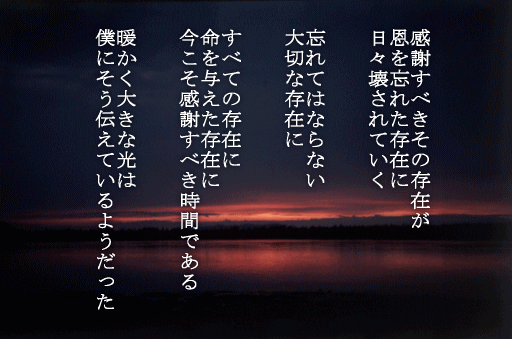 感謝すべきその存在が
恩を忘れた存在に
日々壊されていく
忘れてはならない
大切な存在に
すべての存在に
命を与えた存在に
今こそ感謝すべき時間である
暖かく大きな光は
僕にそう伝えているようだった